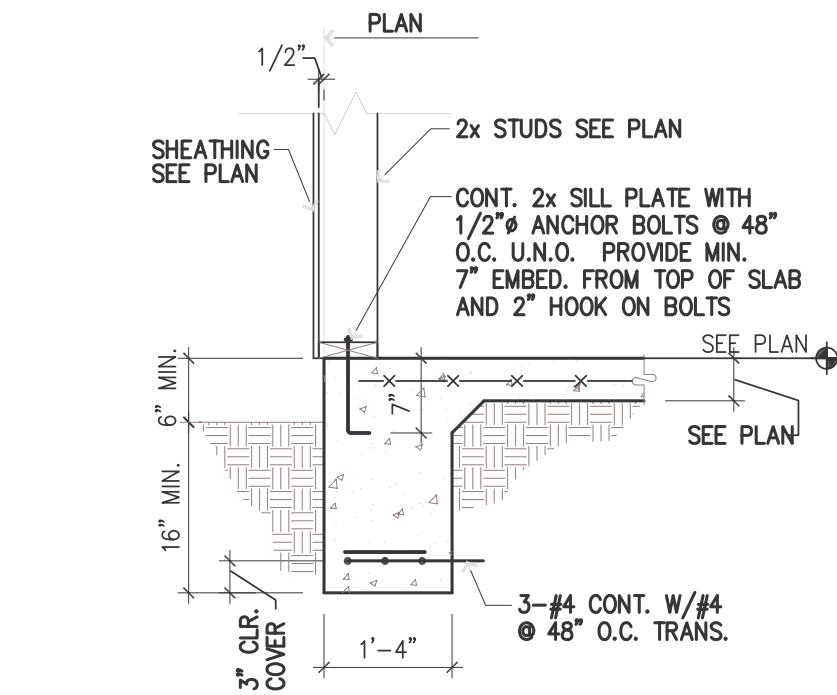 PLAN
1/2"
2x STUDS SEE PLAN
SHEATHING
SEE PLAN
CONT. 2x SILL PLATE WITH
1/2"ø ANCHOR BOLTS @ 48"
O.C. U.N.O. PROVIDE MIN.
7" EMBED. FROM TOP OF SLAB
AND 2" HOOK ON BOLTS
SEE PLAN
6" MIN.
7"
SEE PLAN
16" MIN.
3-#4 CONT. W/#4
@ 48" O.C. TRANS.
3" CLR.
COVER
1'-4"